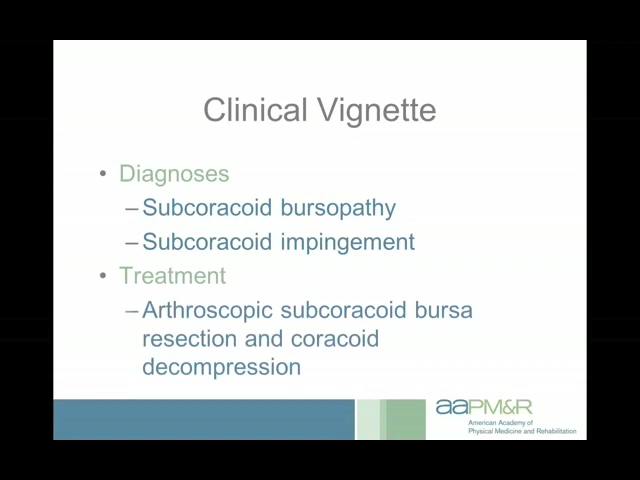 Clinical Vignette
• Diagnoses
– Subcoracoid bursopathy
– Subcoracoid impingement
• Treatment
– Arthroscopic subcoracoid bursa
resection and coracoid
decompression
aaPM&R
American Academy of
Physical Medicine and Rehabilitation